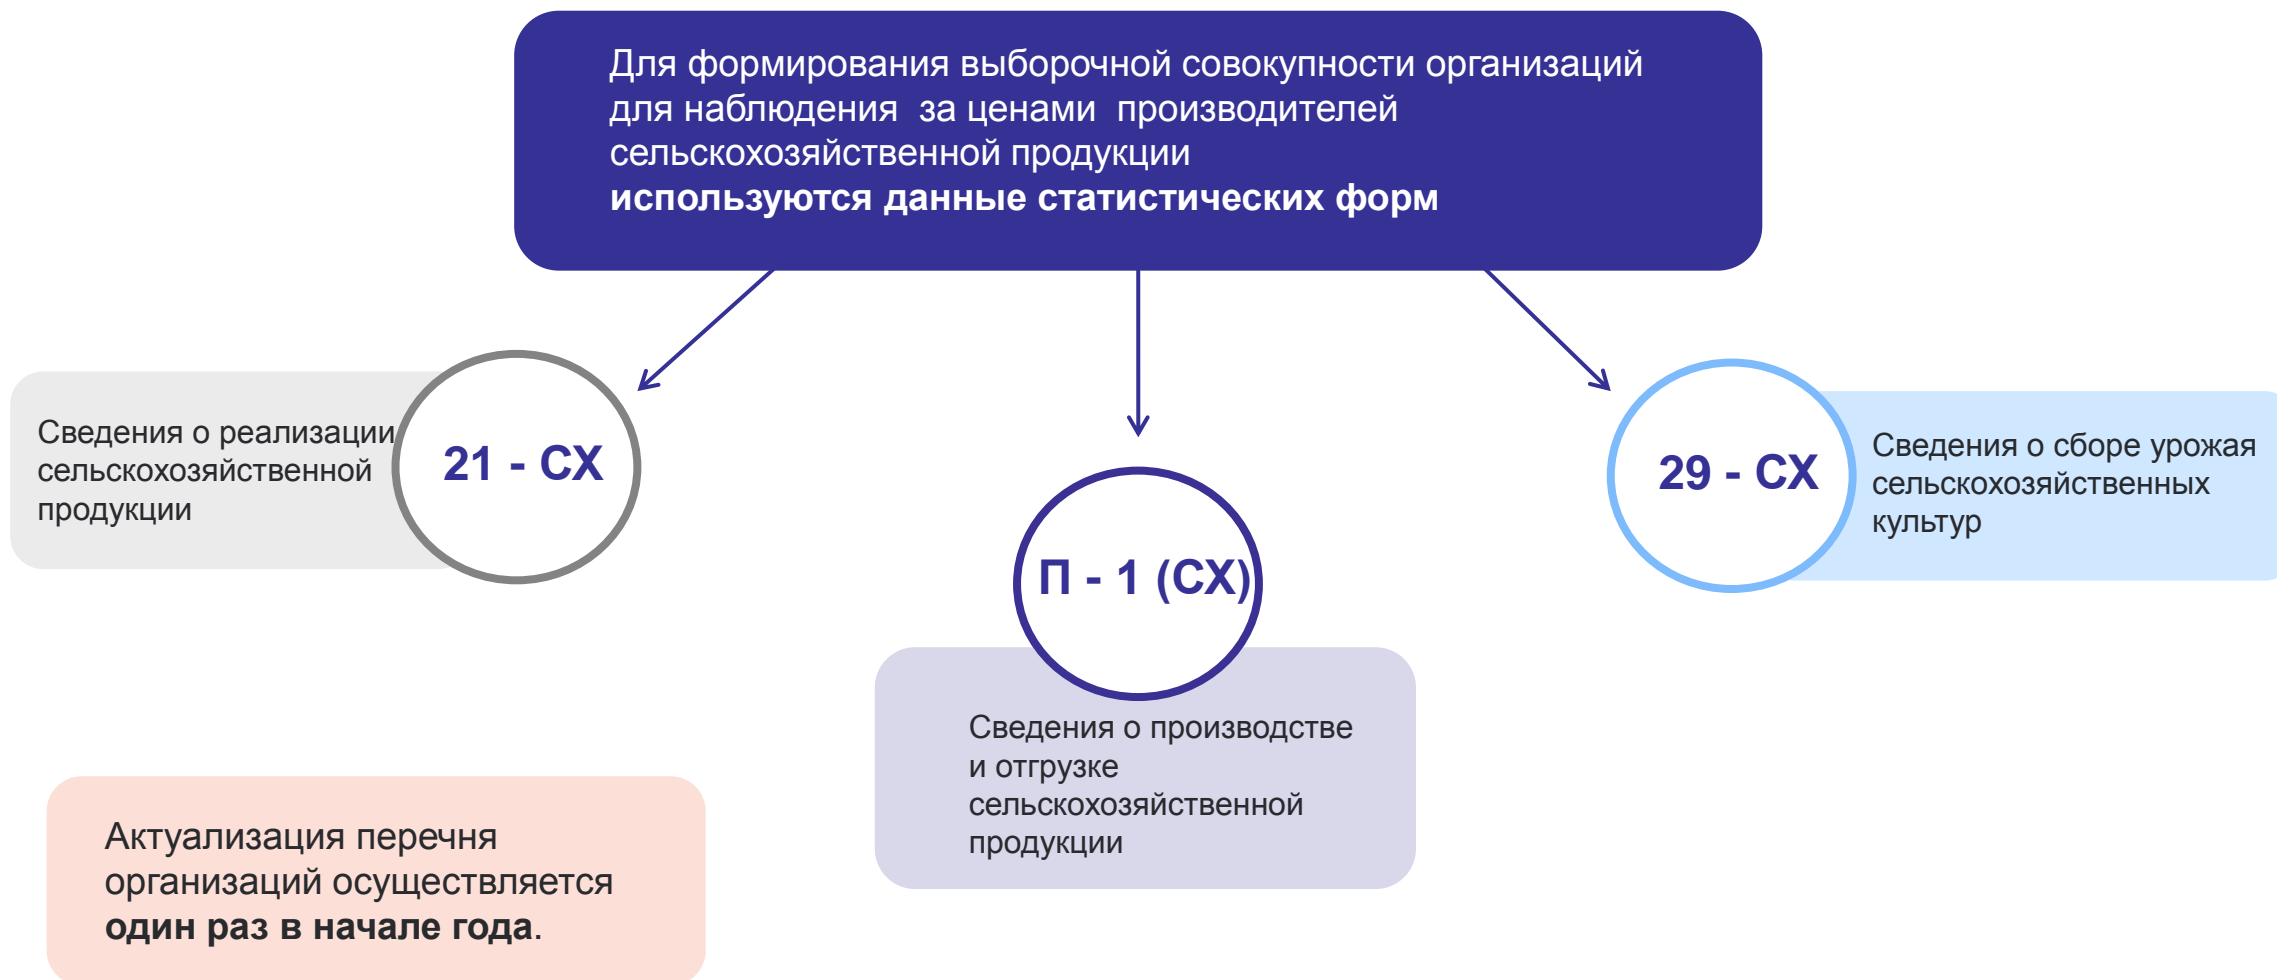 Для формирования выборочной совокупности организаций
для наблюдения за ценами производителей
сельскохозяйственной продукции
используются данные статистических форм
Сведения о реализации
сельскохозяйственной
продукции
21 - СХ
П - 1 (СХ)
Сведения о производстве
и отгрузке
сельскохозяйственной
продукции
29 - СХ
Сведения о сборе урожая
сельскохозяйственных
культур
Актуализация перечня
организаций осуществляется
один раз в начале года.